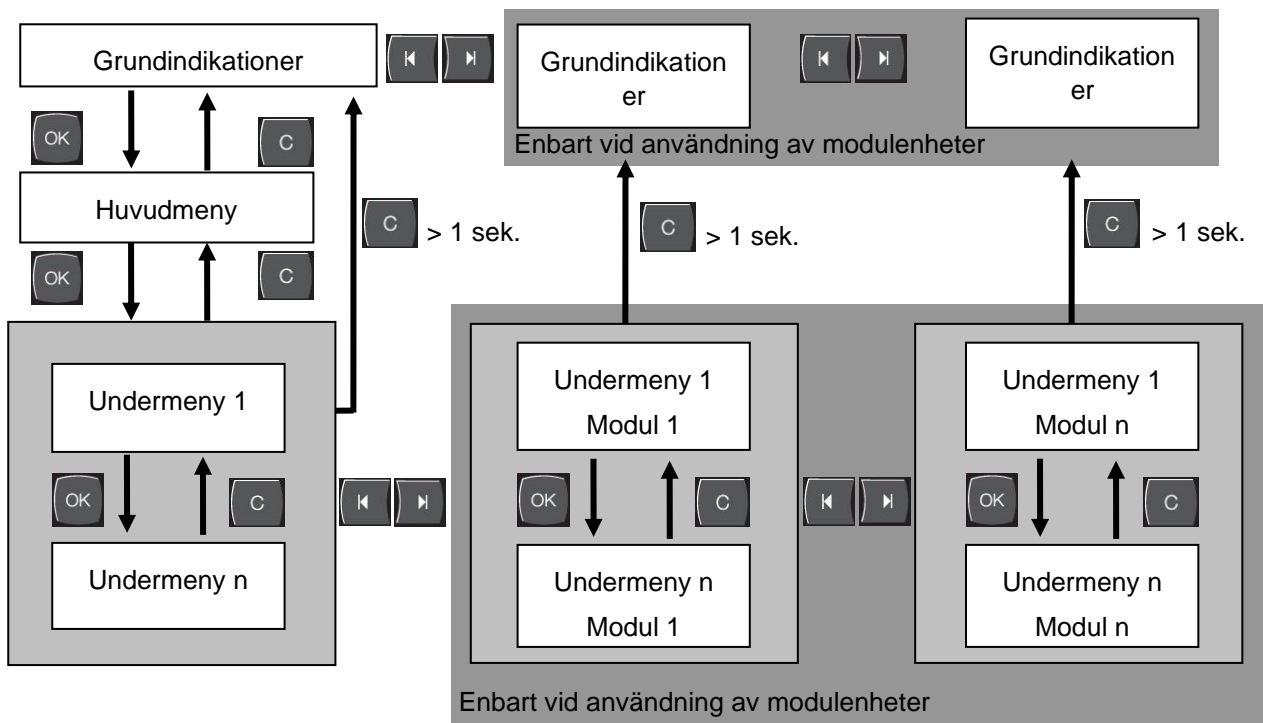 Grundindikationer
Grundindikation
er
Grundindikation
er
Enbart vid användning av modulenheter
OK
C
Huvudmeny
C
> 1 sek.
C
> 1 sek.
C
> 1 sek.
OK
C
Undermeny 1
OK
C
Undermeny n
Undermeny 1
Modul 1
OK
C
Undermeny n
Modul 1
Undermeny 1
Modul n
OK
C
Undermeny n
Modul n
Enbart vid användning av modulenheter